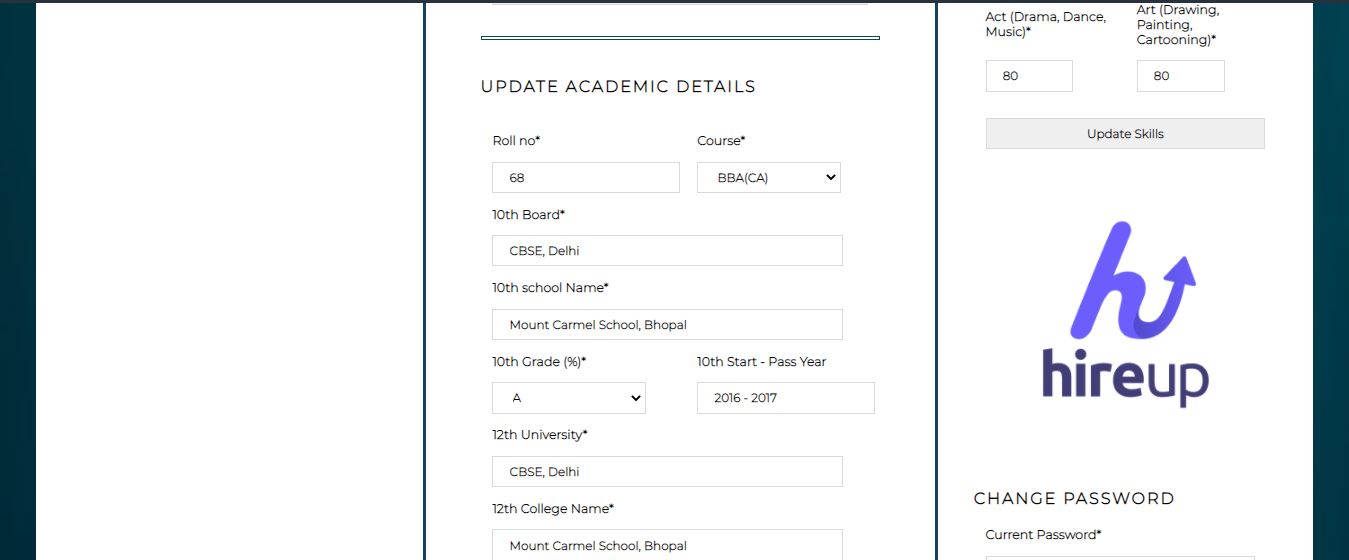 UPDATE ACADEMIC DETAILS
Roll no* Course*
68 BBA(CA)
10th Board*
CBSE, Delhi
10th school Name*
Mount Carmel School, Bhopal
10th Grade (%)* 10th Start - Pass Year
A 2016 - 2017
12th University*
CBSE, Delhi
12th College Name*
Mount Carmel School, Bhopal
Act (Drama, Dance,
Music)*
Art (Drawing,
Painting,
Cartooning)*
80 80
Update Skills
hireup
CHANGE PASSWORD
Current Password*